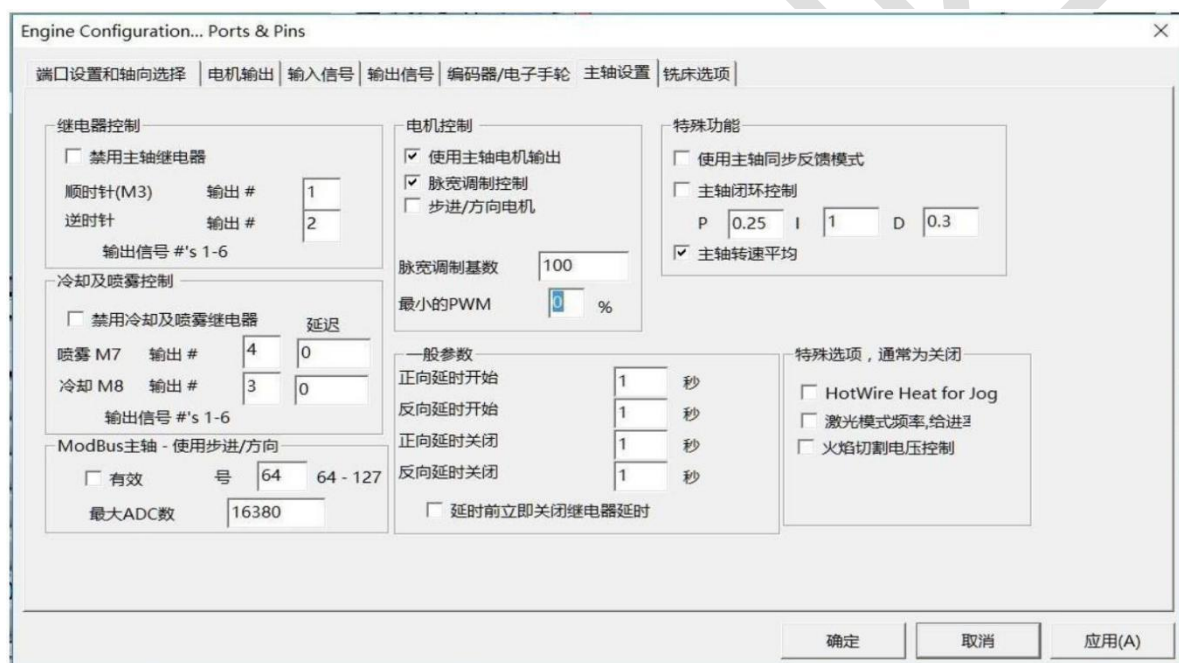 Engine Configuration... Ports & Pins
端口设置和轴向选择 电机输出 输入信号 输出信号 编码器/电子手轮 主轴设置 铣床选项
继电器控制
禁用主轴继电器
顺时针(M3) 输出 # 1
逆时针 输出 # 2
输出信号 #'s 1-6
冷却及喷雾控制
禁用冷却及喷雾继电器 延迟
喷雾 M7 输出 # 4 0
冷却 M8 输出 # 3 0
输出信号 #'s 1-6
ModBus主轴 - 使用步进/方向
有效 号 64 64 - 127
最大ADC数 16380
电机控制
使用主轴电机输出
脉宽调制控制
步进/方向电机
脉宽调制基数 100
最小的PWM 0 %
一般参数
正向延时开始 1 秒
反向延时开始 1 秒
正向延时关闭 1 秒
反向延时关闭 1 秒
延时前立即关闭继电器延时
特殊功能
使用主轴同步反馈模式
主轴闭环控制
P 0.25 I 1 D 0.3
主轴转速平均
特殊选项，通常为关闭
HotWire Heat for Jog
激光模式频率,给进
火焰切割电压控制
确定 取消 应用(A)